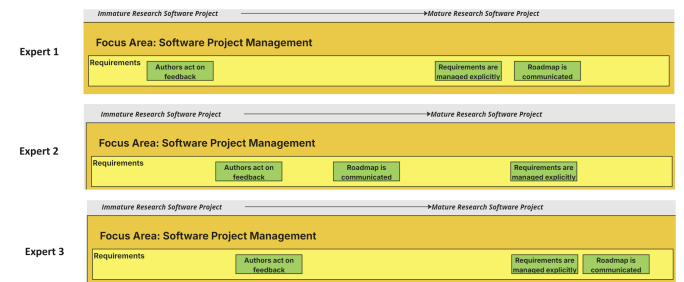 Immature Research Software Project Mature Research Software Project
Expert 1
Focus Area: Software Project Management
Requirements
Authors act on
feedback
Requirements are
managed explicitly
Roadmap is
communicated
Immature Research Software Project Mature Research Software Project
Expert 2
Focus Area: Software Project Management
Requirements
Authors act on
feedback
Roadmap is
communicated
Requirements are
managed explicitly
Immature Research Software Project Mature Research Software Project
Expert 3
Focus Area: Software Project Management
Requirements
Authors act on
feedback
Requirements are
managed explicitly
Roadmap is
communicated